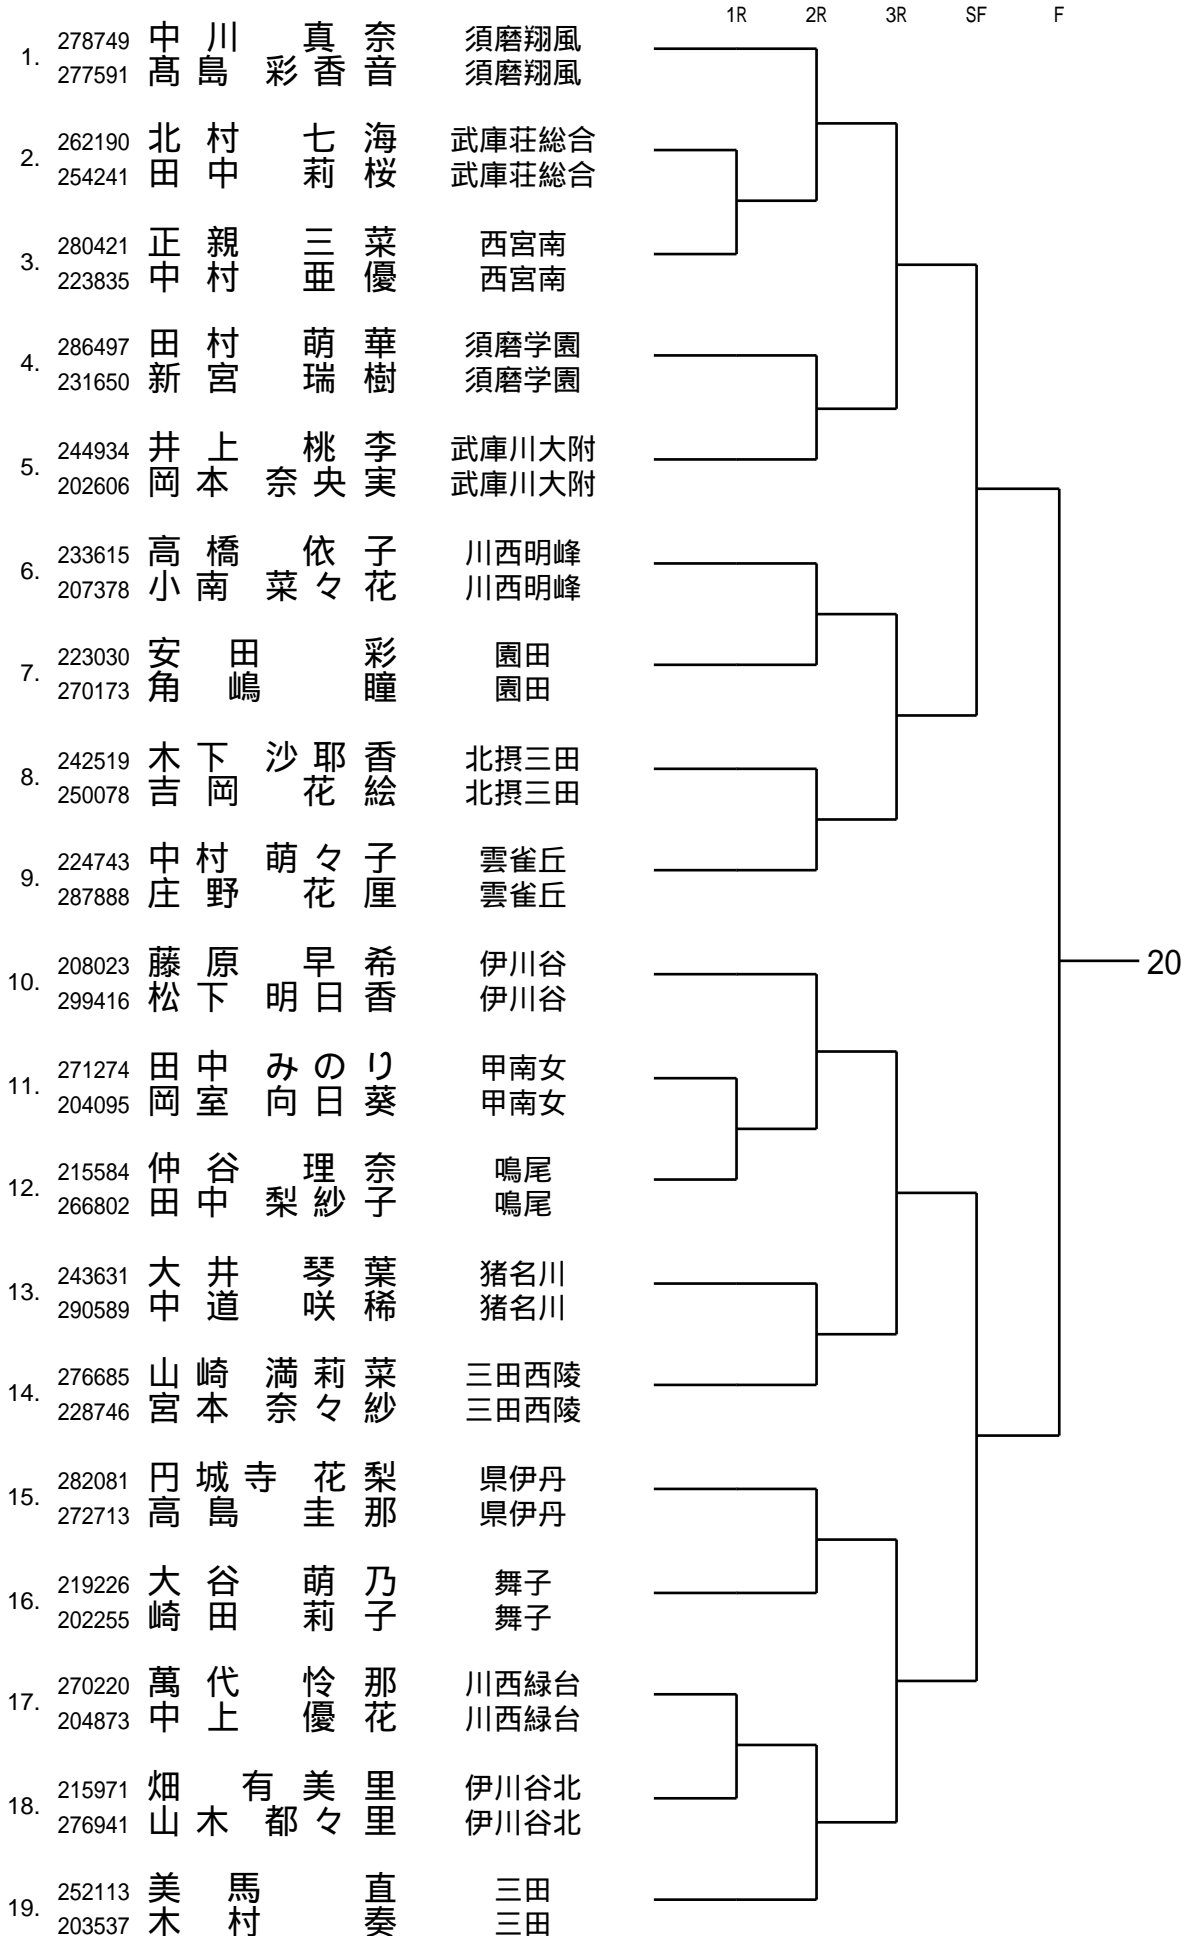 1R 2R 3R SF F
1.
278749 中川 真奈 須磨翔風
277591 髙島 彩香音 須磨翔風
2.
262190 北村 七海 武庫荘総合
254241 田中 莉桜 武庫荘総合
3.
280421 正親 三菜 西宮南
223835 中村 亜優 西宮南
4.
286497 田村 萌華 須磨学園
231650 新宮 瑞樹 須磨学園
5.
244934 井上 桃李 武庫川大附
202606 岡本 奈央実 武庫川大附
6.
233615 高橋 依子 川西明峰
207378 小南 菜々花 川西明峰
7.
223030 安田 彩 園田
270173 角嶋 瞳 園田
8.
242519 木下 沙耶香 北摂三田
250078 吉岡 花絵 北摂三田
9.
224743 中村 萌々子 雲雀丘
287888 庄野 花厘 雲雀丘
10.
208023 藤原 早希 伊川谷
299416 松下 明日香 伊川谷
20
11.
271274 田中 みのり 甲南女
204095 岡室 向日葵 甲南女
12.
215584 仲谷 理奈 鳴尾
266802 田中 梨紗子 鳴尾
13.
243631 大井 琴葉 猪名川
290589 中道 咲稀 猪名川
14.
276685 山崎 満莉菜 三田西陵
228746 宮本 奈々紗 三田西陵
15.
282081 円城寺 花梨 県伊丹
272713 高島 圭那 県伊丹
16.
219226 大谷 萌乃 舞子
202255 崎田 莉子 舞子
17.
270220 萬代 怜那 川西緑台
204873 中上 優花 川西緑台
18.
215971 畑 有美里 伊川谷北
276941 山木 都々里 伊川谷北
19.
252113 美馬 直 三田
203537 木村 奏 三田